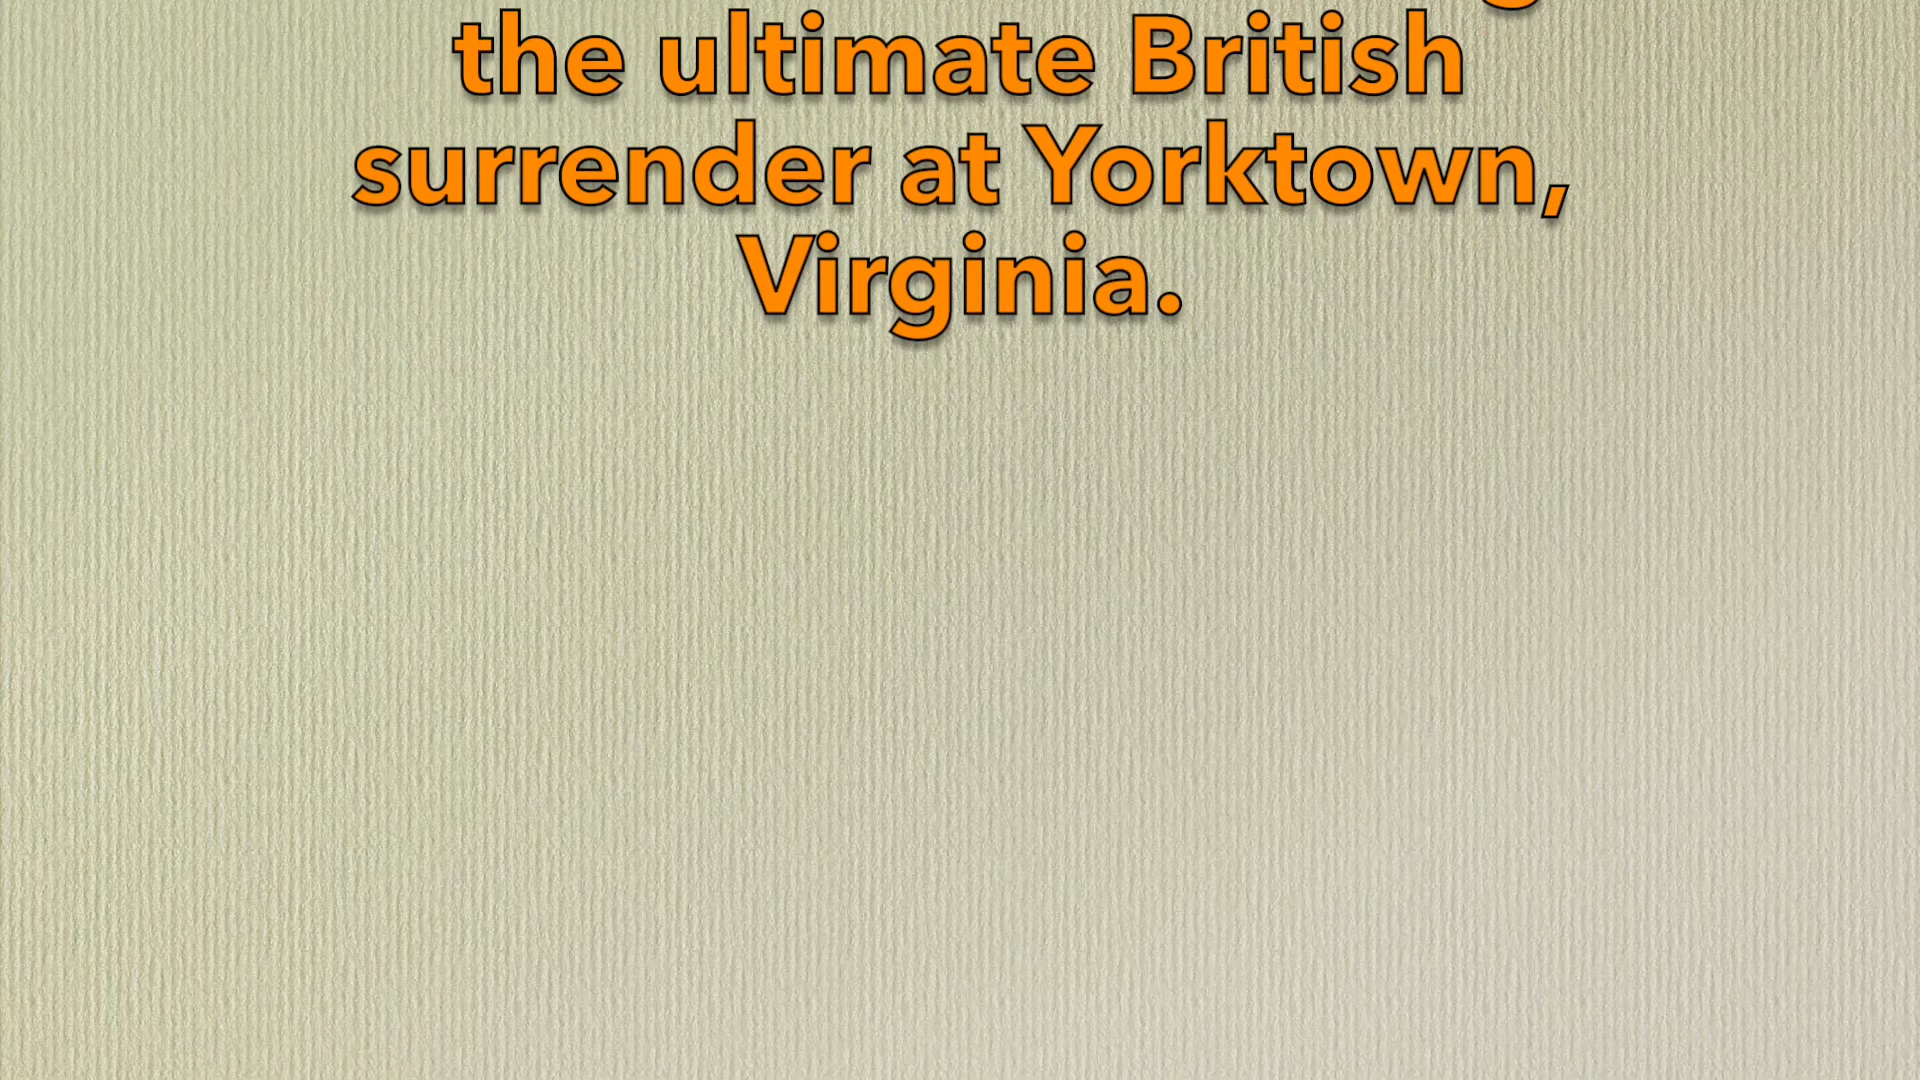 the ultimate British
surrender at Yorktown,
Virginia.